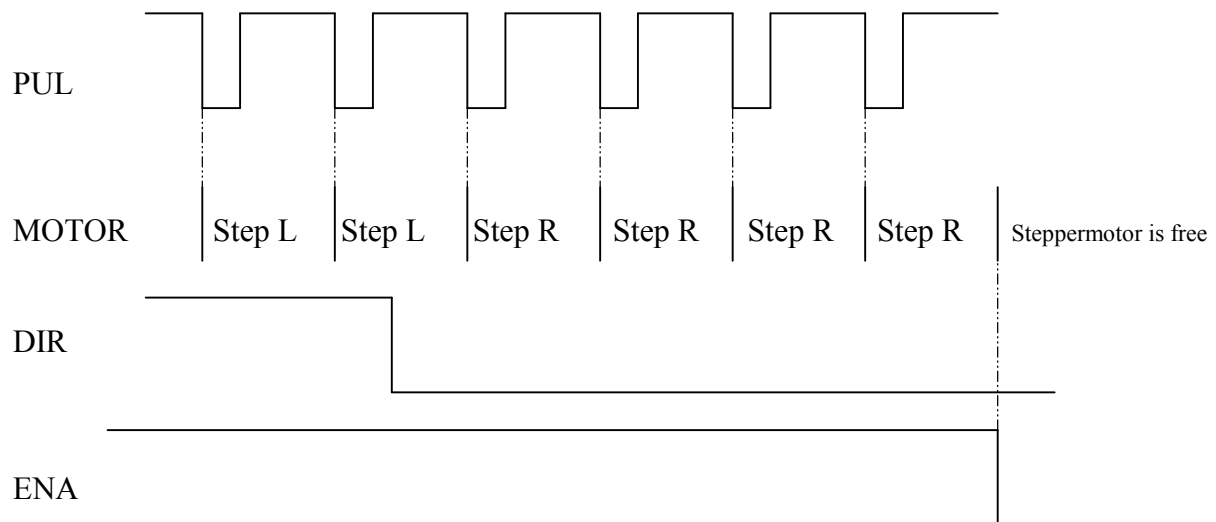 PUL
MOTOR
Step L
Step L
Step R
Step R
Step R
Step R
Steppermotor is free
DIR
ENA